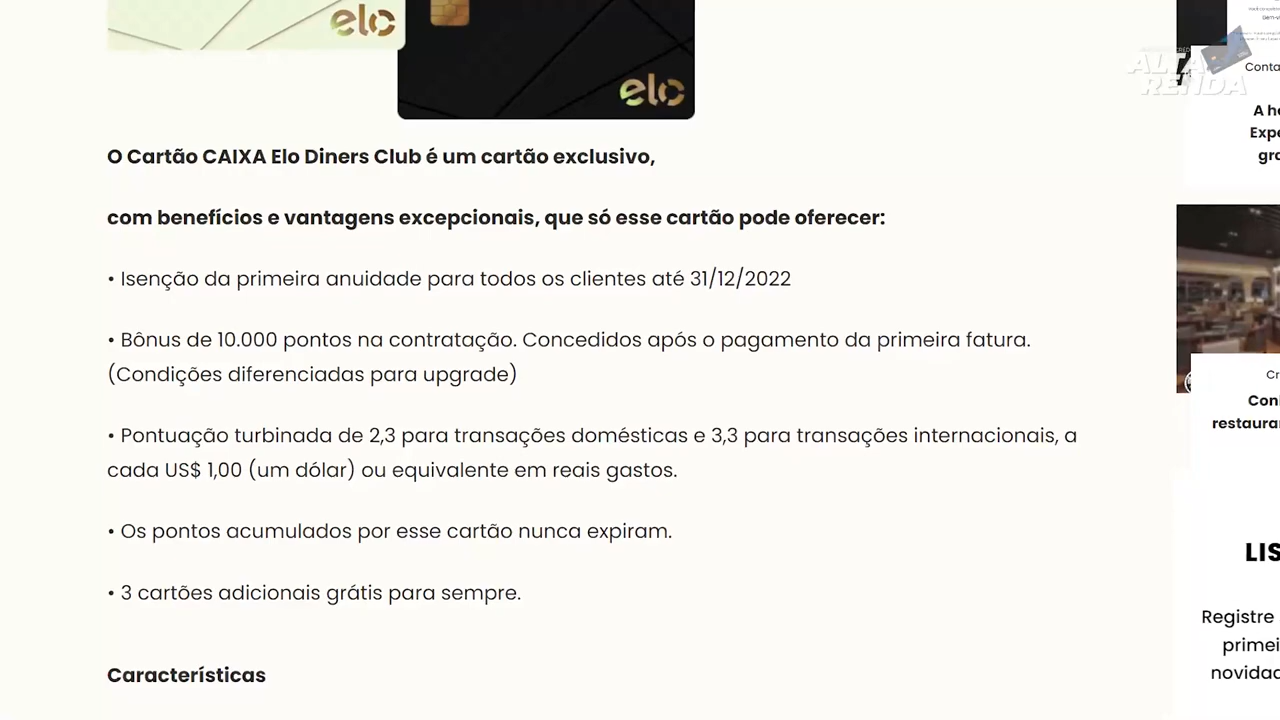 elo
elo
ALTA
RENDA
O Cartão CAIXA Elo Diners Club é um cartão exclusivo,
com benefícios e vantagens excepcionais, que só esse cartão pode oferecer:
• Isenção da primeira anuidade para todos os clientes até 31/12/2022
• Bônus de 10.000 pontos na contratação. Concedidos após o pagamento da primeira fatura.
(Condições diferenciadas para upgrade)
• Pontuação turbinada de 2,3 para transações domésticas e 3,3 para transações internacionais, a
cada US$ 1,00 (um dólar) ou equivalente em reais gastos.
• Os pontos acumulados por esse cartão nunca expiram.
• 3 cartões adicionais grátis para sempre.
Características
Conta
A h
Expe
gra
Cr
Con
restaura
LIS
Registre
primei
novidad